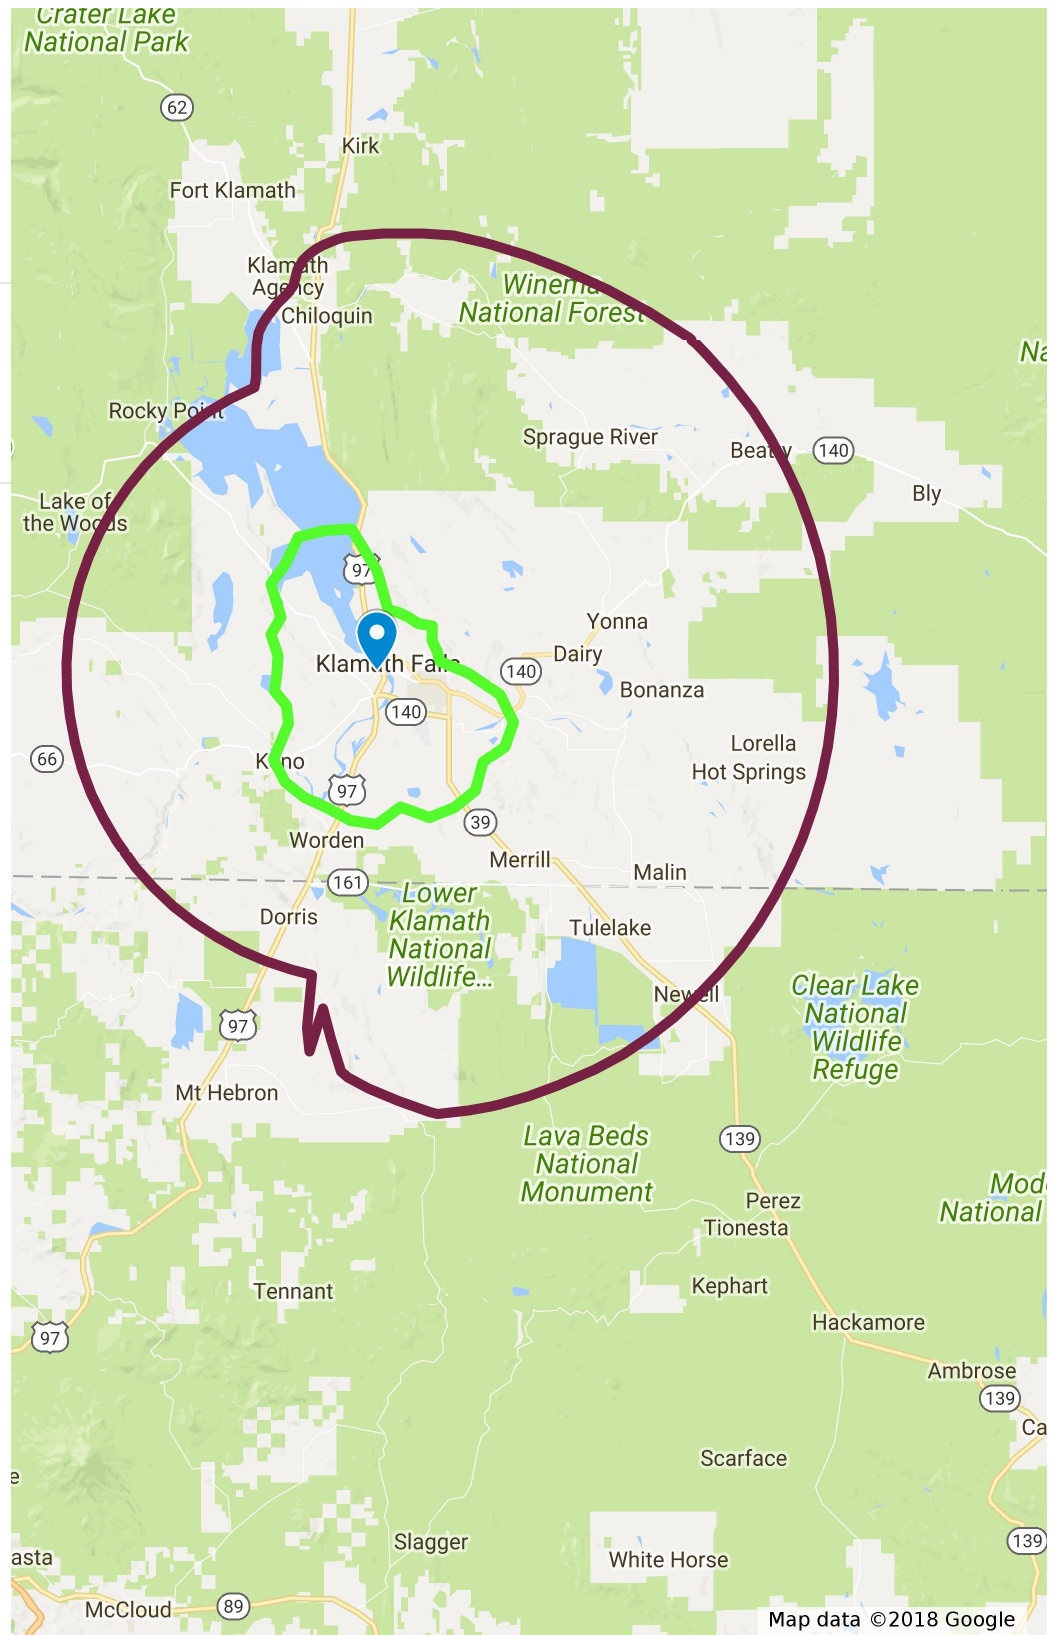 Crater Lake
National Park
62
Kirk
Fort Klamath
Klamath
Agency
Chiloquin
Winema
National Forest
Na
Rocky Point
Sprague River
Beatty
140
Bly
Lake of
the Woods
97
Yonna
Dairy
Klamath Falls
140
Bonanza
140
Lorella
Hot Springs
66
Keno
97
39
Worden
Merrill
Malin
161
Lower
Klamath
National
Wildlife...
Dorris
Tulelake
Newell
Clear Lake
National
Wildlife
Refuge
97
Mt Hebron
Lava Beds
National
Monument
139
Mod
National
Perez
Tionesta
Tennant
Kephart
Hackamore
97
Ambrose
139
Ca
Scarface
e
Slagger
139
asta
White Horse
McCloud
89
Map data ©2018 Google